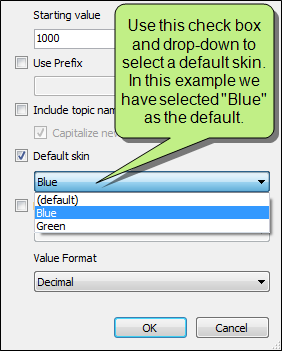 Starting value
1000
Use this check box
and drop-down to
select a default skin.
In this example we
have selected "Blue"
as the default.
Use Prefix
Include topic
Capitalize
Default skin
Blue
(default)
Blue
Green
Value Format
Decimal
OK
Cancel